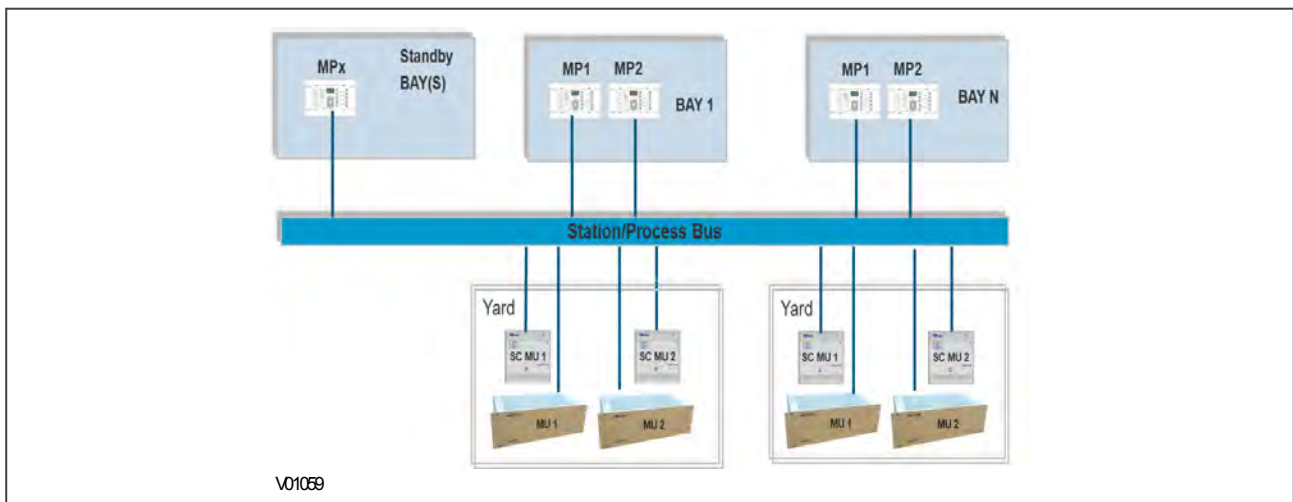 Standby
BAY(S)
MPx
MP1 MP2
BAY 1
MP1 MP2
BAY N
Station/Process Bus
Yard
SC MU 1
SC MU 2
MU 1
MU 2
Yard
SC MU 1
SC MU 2
MU 1
MU 2
V01059